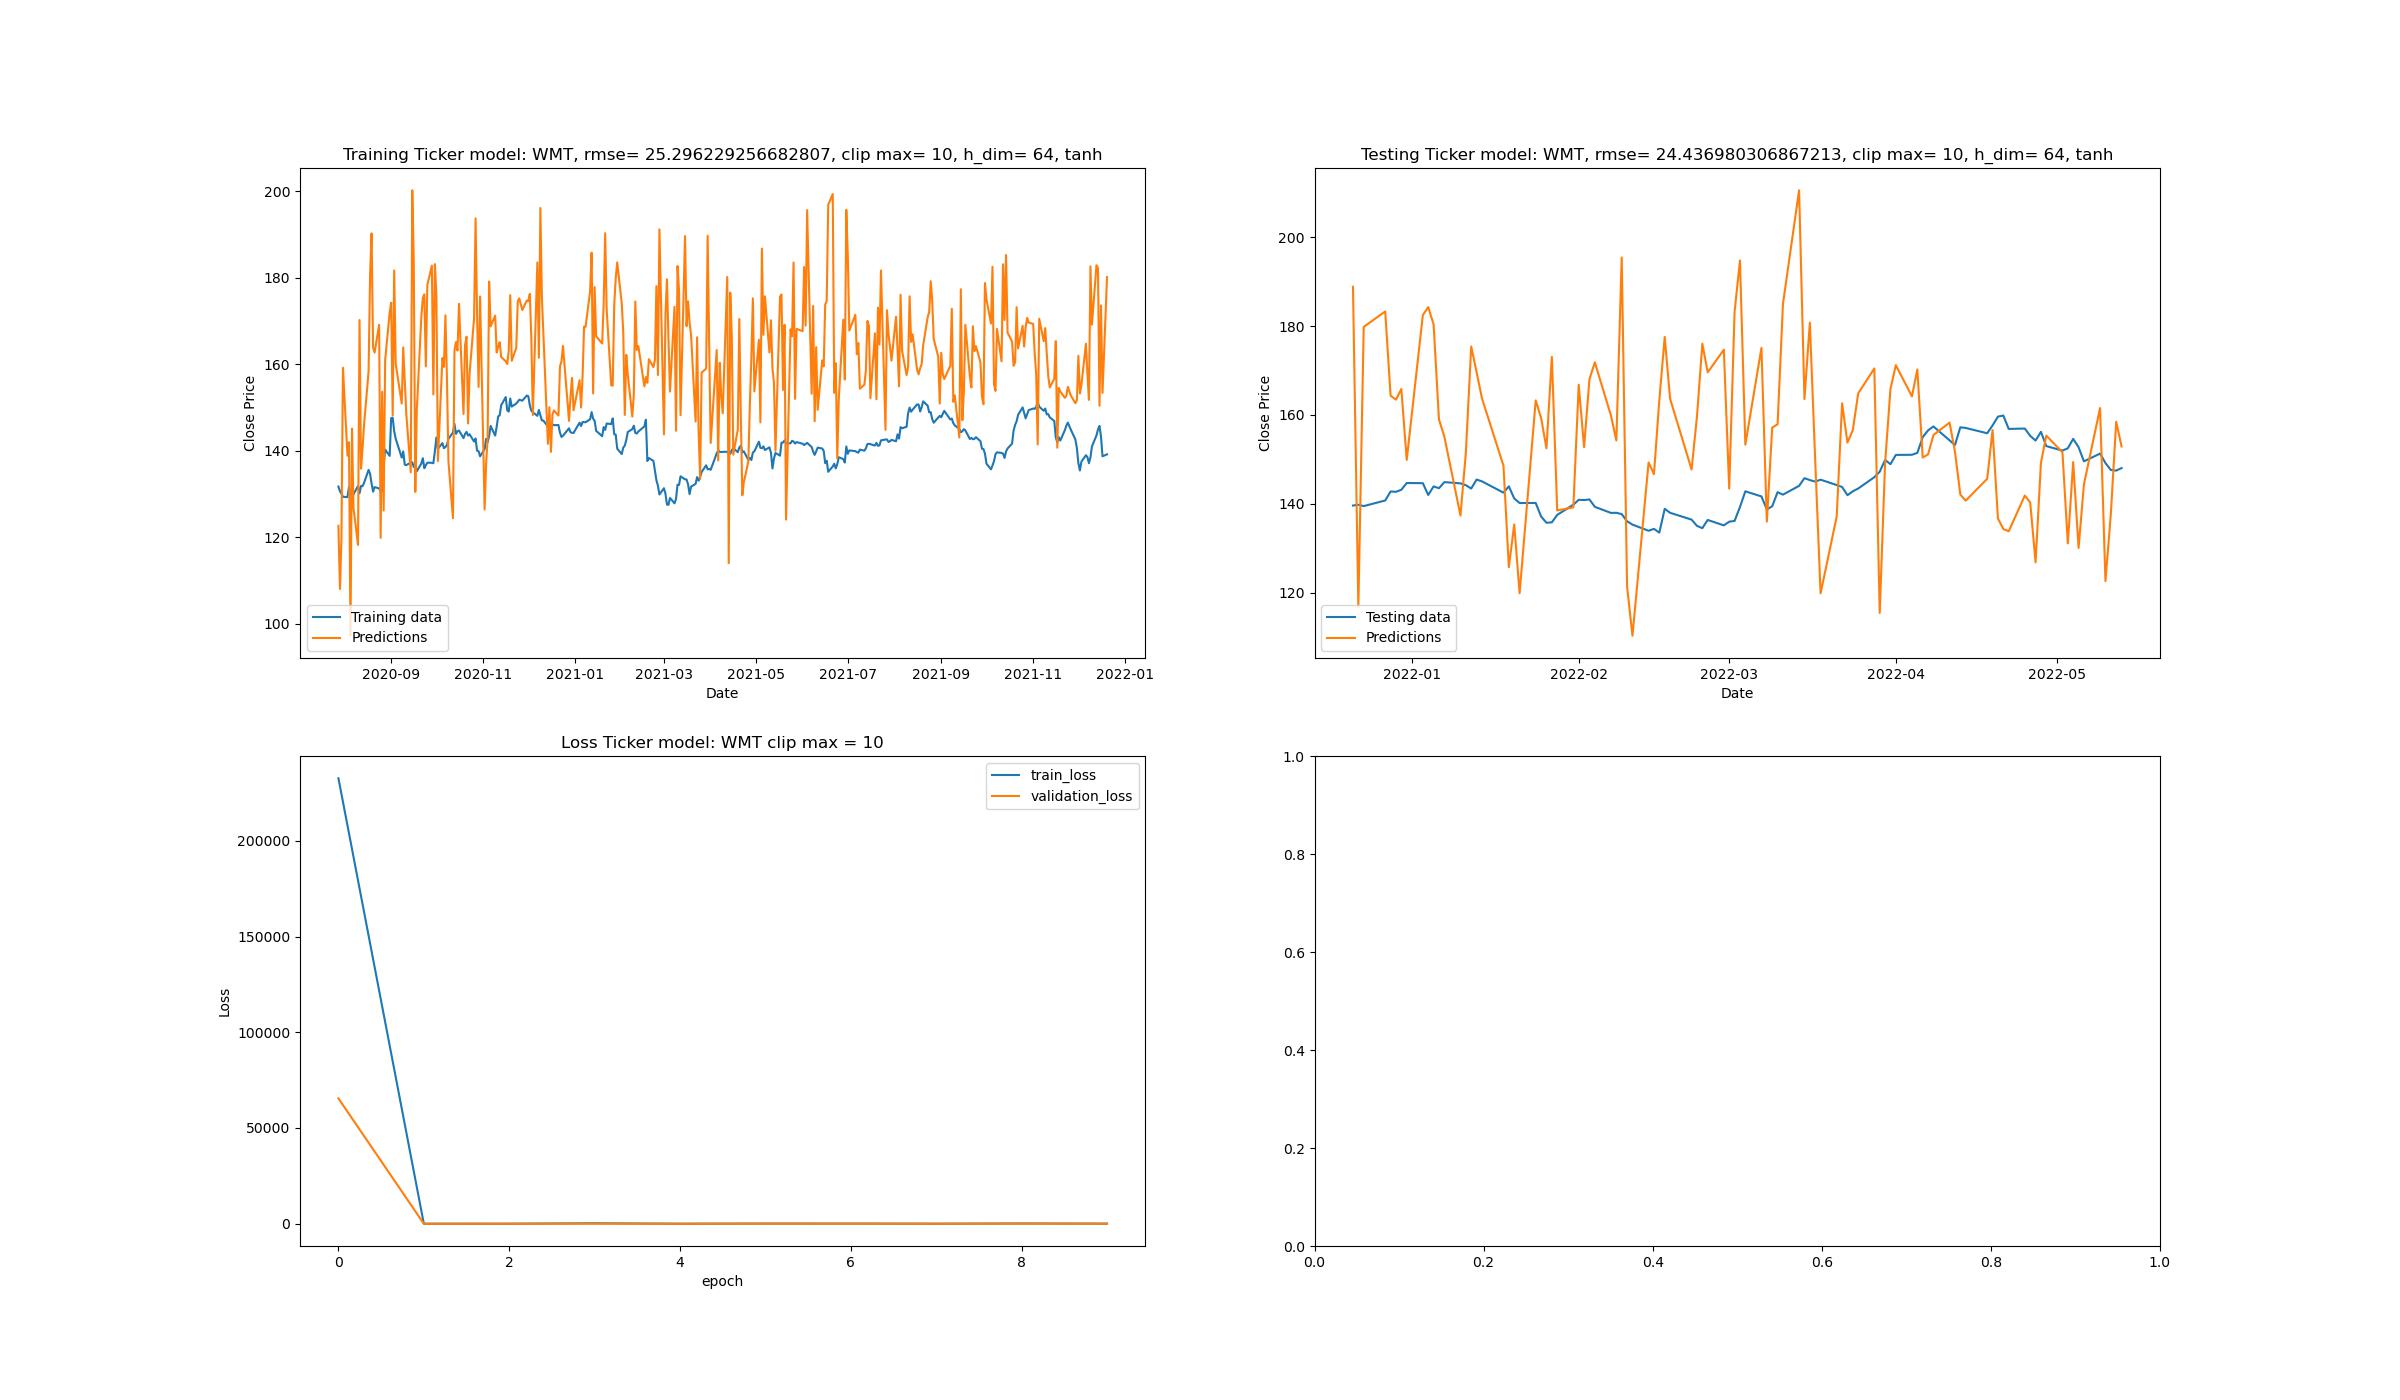 Training Ticker model: WMT, rmse= 25.296229256682807, clip max= 10, h_dim= 64, tanh
200
180
160
140
120
100
Close Price
Training data
Predictions
2020-09 2020-11 2021-01 2021-03 2021-05 2021-07 2021-09 2021-11 2022-01
Date
Testing Ticker model: WMT, rmse= 24.436980306867213, clip max= 10, h_dim= 64, tanh
200
180
160
140
120
Close Price
Testing data
Predictions
2022-01 2022-02 2022-03 2022-04 2022-05
Date
Loss Ticker model: WMT clip max = 10
train_loss
validation_loss
200000
150000
100000
50000
0
Loss
0 2 4 6 8
epoch
1.0
0.8
0.6
0.4
0.2
0.0
0.0 0.2 0.4 0.6 0.8 1.0